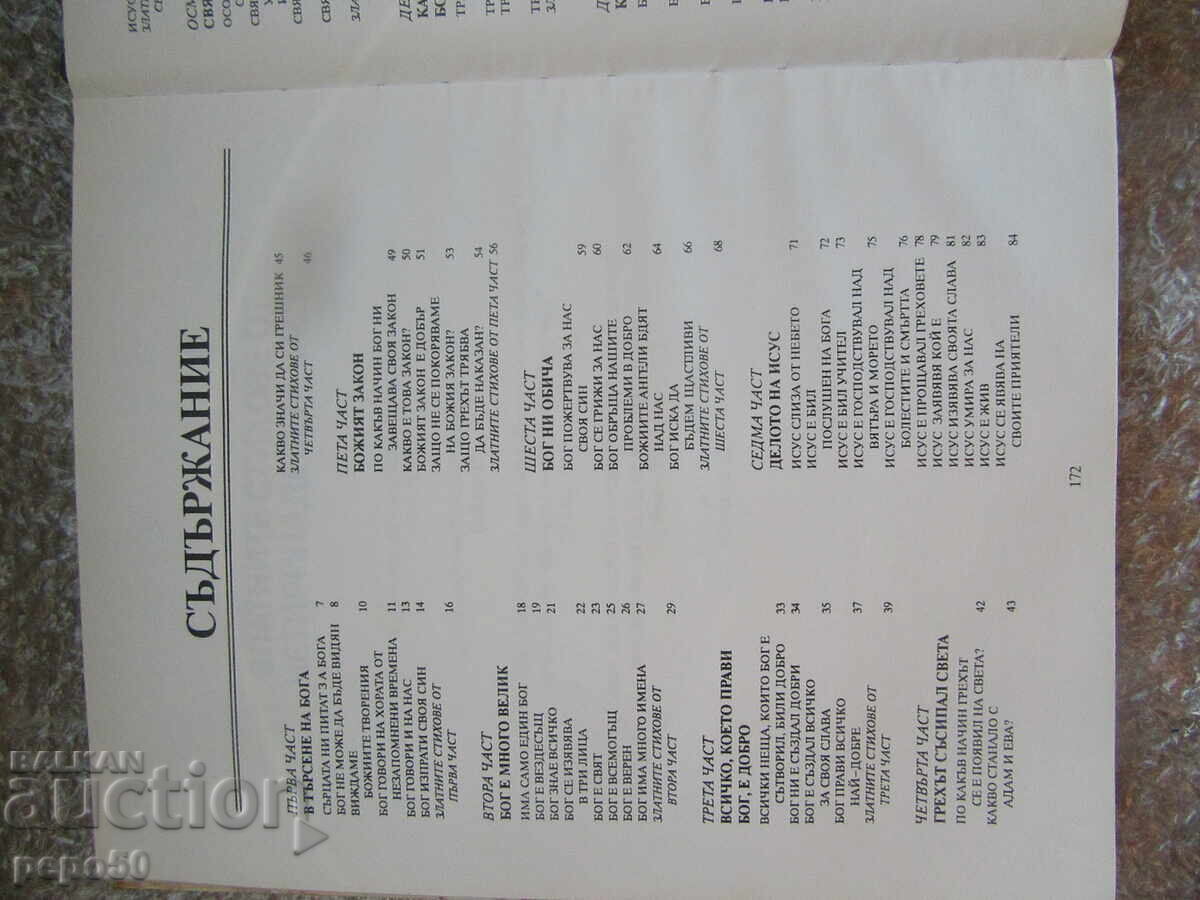 СЪДЪРЖАНИЕ
ПЪРВА ЧАСТ
В ТЪРСЕНЕ НА БОГА
СЪРЦАТА НИ ПИТАТ ЗА БОГА 7
БОГ НЕ МОЖЕ ДА БЪДЕ ВИДЯН 8
ВИЖДАМЕ
БОЖИИТЕ ТВОРЕНИЯ 10
БОГ ГОВОРИ НА ХОРАТА ОТ
НЕЗАПОМНЕНИ ВРЕМЕНА 11
БОГ ГОВОРИ И НА НАС 13
БОГ ИЗПРАТИ СВОЯ СИН 14
ЗЛАТНИТЕ СТИХОВЕ ОТ
ПЪРВА ЧАСТ 16
ВТОРА ЧАСТ
БОГ Е МНОГО ВЕЛИК
ИМА САМО ЕДИН БОГ 18
БОГ Е ВЕЗДЕСЪЩ 19
БОГ ЗНАЕ ВСИЧКО 21
БОГ СЕ ИЗЯВЯВА
В ТРИ ЛИЦА 22
БОГ Е СВЯТ 23
БОГ Е ВСЕМОГЪЩ 25
БОГ Е ВЕРЕН 26
БОГ ИМА МНОГО ИМЕНА 27
ЗЛАТНИТЕ СТИХОВЕ ОТ
ВТОРА ЧАСТ 29
ТРЕТА ЧАСТ
ВСИЧКО, КОЕТО ПРАВИ
БОГ, Е ДОБРО
ВСИЧКИ НЕЩА, КОИТО БОГ Е
СЪТВОРИЛ, БИЛИ ДОБРО 33
БОГ НИ Е СЪЗДАЛ ДОБРИ 34
БОГ Е СЪЗДАЛ ВСИЧКО
ЗА СВОЯ СЛАВА 35
БОГ ПРАВИ ВСИЧКО
НАЙ-ДОБРЕ 37
ЗЛАТНИТЕ СТИХОВЕ ОТ
ТРЕТА ЧАСТ 39
ЧЕТВЪРТА ЧАСТ
ГРЕХЪТ СЪСИПАЛ СВЕТА
ПО КАКЪВ НАЧИН ГРЕХЪТ
СЕ Е ПОЯВИЛ НА СВЕТА? 42
КАКВО СТАНАЛО С
АДАМ И ЕВА? 43
КАКВО ЗНАЧИ ДА СИ ГРЕШНИК 45
ЗЛАТНИТЕ СТИХОВЕ ОТ
ЧЕТВЪРТА ЧАСТ 46
ПЕТА ЧАСТ
БОЖИЯТ ЗАКОН
ПО КАКЪВ НАЧИН БОГ НИ
ЗАВЕЩАВА СВОЯ ЗАКОН 49
КАКВО Е ТОВА ЗАКОН? 50
БОЖИЯТ ЗАКОН Е ДОБЪР 51
ЗАЩО НЕ СЕ ПОКОРЯВАМЕ
НА БОЖИЯ ЗАКОН? 53
ЗАЩО ГРЕХЪТ ТРЯБВА
ДА БЪДЕ НАКАЗАН? 54
ЗЛАТНИТЕ СТИХОВЕ ОТ ПЕТА ЧАСТ 56
ШЕСТА ЧАСТ
БОГ НИ ОБИЧА
БОГ ПОЖЕРТВУВА ЗА НАС
СВОЯ СИН 59
БОГ СЕ ГРИЖИ ЗА НАС 60
БОГ ОБРЪЩА НАШИТЕ
ПРОБЛЕМИ В ДОБРО 62
БОЖИИТЕ АНГЕЛИ БДЯТ
НАД НАС 64
БОГ ИСКА ДА
БЪДЕМ ЩАСТЛИВИ 66
ЗЛАТНИТЕ СТИХОВЕ ОТ
ШЕСТА ЧАСТ 68
СЕДМА ЧАСТ
ДЕЛОТО НА ИСУС
ИСУС СЛИЗА ОТ НЕБЕТО 71
ИСУС Е БИЛ
ПОСЛУШЕН НА БОГА 72
ИСУС Е БИЛ УЧИТЕЛ 73
ИСУС Е ГОСПОДСТВУВАЛ НАД
ВЯТЪРА И МОРЕТО 75
ИСУС Е ГОСПОДСТВУВАЛ НАД
БОЛЕСТИТЕ И СМЪРТТА 76
ИСУС Е ПРОЩАВАЛ ГРЕХОВЕТЕ 78
ИСУС ЗАЯВЯВА КОЙ Е 79
ИСУС ИЗЯВЯВА СВОЯТА СЛАВА 81
ИСУС УМИРА ЗА НАС 82
ИСУС Е ЖИВ 83
ИСУС СЕ ЯВЯВА НА
СВОИТЕ ПРИЯТЕЛИ 84
172
BALKAN
auction
pepo50